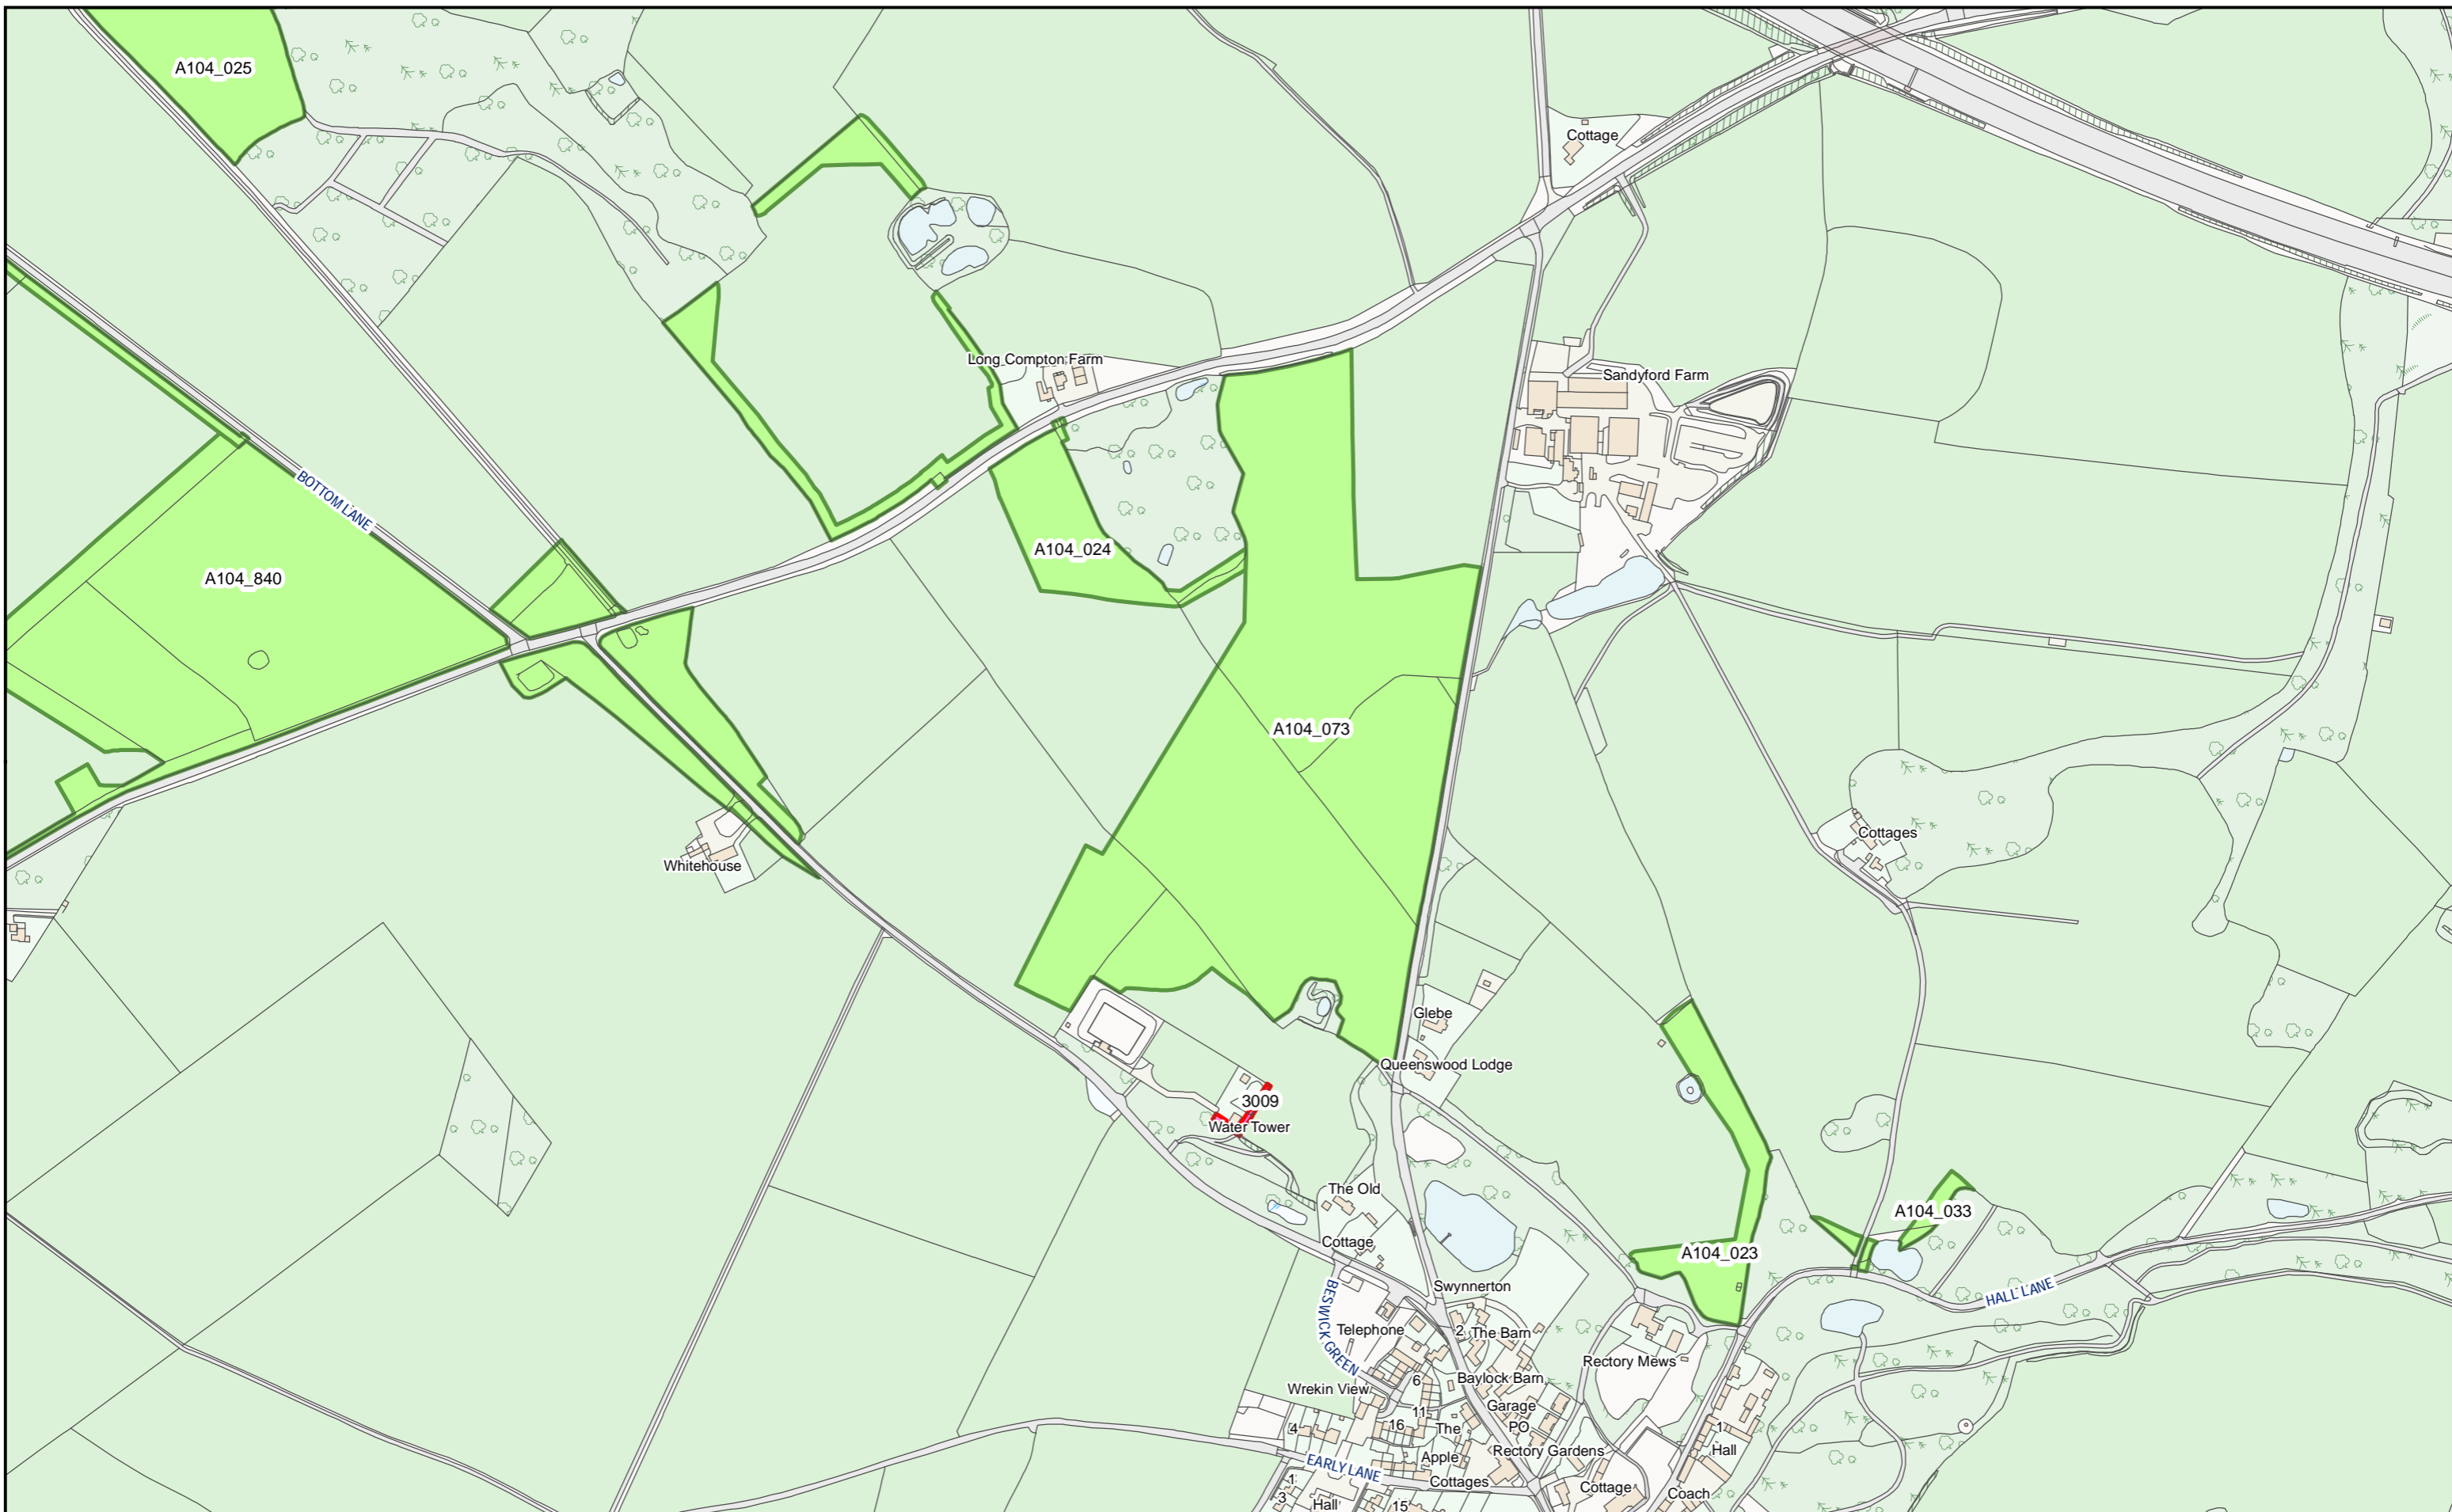 A104_025
Cottage
Long Compton Farm
Sandyford Farm
BOTTOM LANE
A104_024
A104_840
A104_073
Cottages
Whitehouse
Glebe
Queenswood Lodge
3009
Water Tower
The Old
A104_033
Cottage
A104_023
Swynnerton
HALL LANE
BESWICK GREEN
Telephone
2
The Barn
Rectory Mews
Baylock Barn
6
Wrekin View
Garage
11
PO
4
16
The
1
Hall
Rectory Gardens
Apple
EARLY LANE
Cottages
1
Cottage
Coach
3
Hall
15